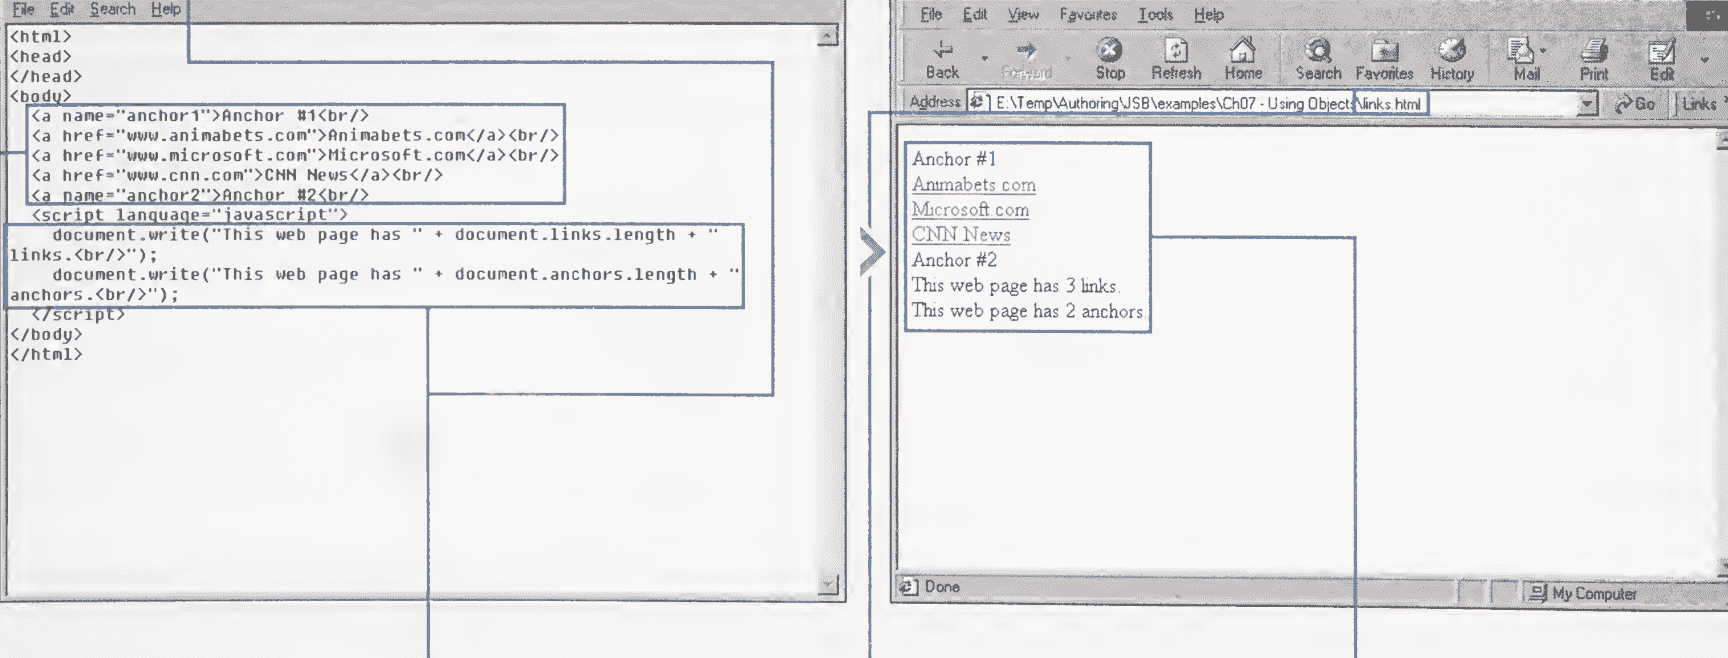 File Edit Search Help
<html>
<head>
</head>
<body>
<a name="anchor1">Anchor #1<br/>
<a href="www.animabets.com">Animabets.com</a><br/>
<a href="www.microsoft.com">Microsoft.com</a><br/>
<a href="www.cnn.com">CNN News</a><br/>
<a name="anchor2">Anchor #2<br/>
<script language="javascript">
document.write("This web page has " + document.links.length + "
links.<br/>");
document.write("This web page has " + document.anchors.length + "
anchors.<br/>");
</script>
</body>
</html>
File Edit View Favorites Tools Help
Back Forward Stop Refresh Home Search Favorites History Mail Print Edit
Address E:\Temp\Authoring\JSB\examples\Ch07 - Using Objects\links.html Go Links
Anchor #1
Animabets.com
Microsoft.com
CNN News
Anchor #2
This web page has 3 links.
This web page has 2 anchors.
Done My Computer